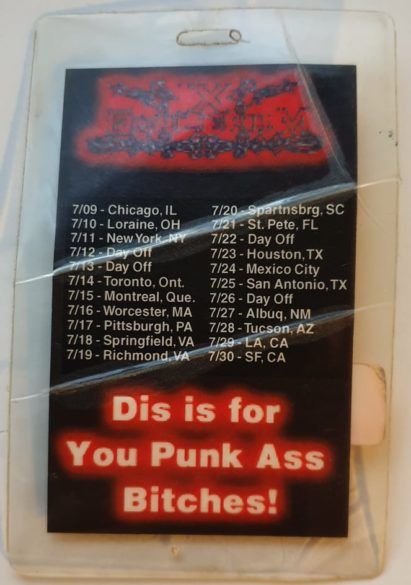 7/09 - Chicago, IL
7/10 - Loraine, OH
7/11 - New York, NY
7/12 - Day Off
7/13 - Day Off
7/14 - Toronto, Ont.
7/15 - Montreal, Que.
7/16 - Worcester, MA
7/17 - Pittsburgh, PA
7/18 - Springfield, VA
7/19 - Richmond, VA
7/20 - Spartnsbrg, SC
7/21 - St. Pete, FL
7/22 - Day Off
7/23 - Houston, TX
7/24 - Mexico City
7/25 - San Antonio, TX
7/26 - Day Off
7/27 - Albuq, NM
7/28 - Tucson, AZ
7/29 - LA, CA
7/30 - SF, CA
Dis is for
You Punk Ass
Bitches!